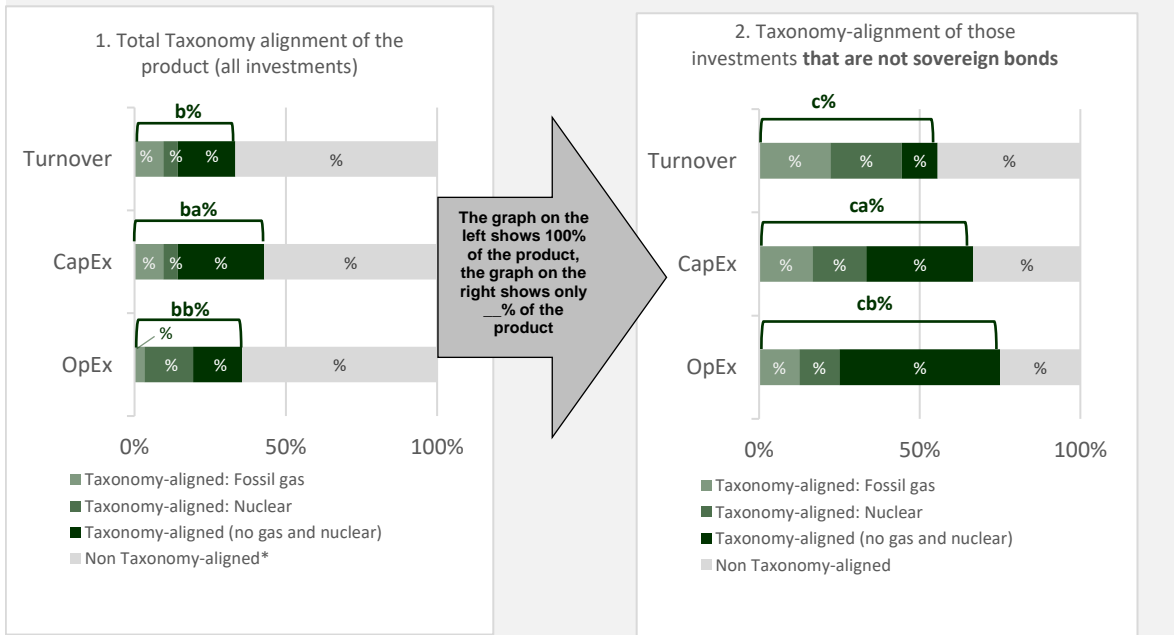 1. Total Taxonomy alignment of the
product (all investments)
b%
Turnover
% % % %
ba%
CapEx
% % % %
bb%
%
OpEx
% % %
0% 50% 100%
Taxonomy-aligned: Fossil gas
Taxonomy-aligned: Nuclear
Taxonomy-aligned (no gas and nuclear)
Non Taxonomy-aligned*
The graph on the
left shows 100%
of the product,
the graph on the
right shows only
__% of the
product
2. Taxonomy-alignment of those
investments that are not sovereign bonds
c%
Turnover
% % % %
ca%
CapEx
% % % %
cb%
OpEx
% % % %
0% 50% 100%
Taxonomy-aligned: Fossil gas
Taxonomy-aligned: Nuclear
Taxonomy-aligned (no gas and nuclear)
Non Taxonomy-aligned